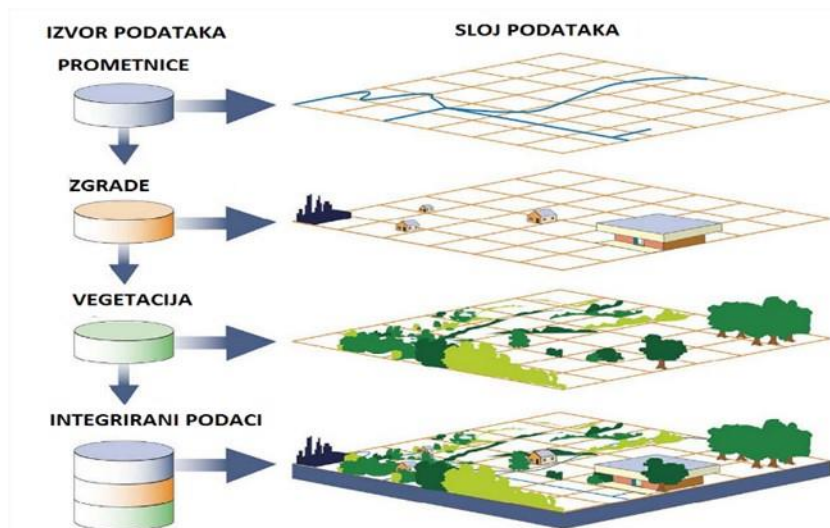 IZVOR PODATAKA
SLOJ PODATAKA
PROMETNICE
ZGRADE
VEGETACIJA
INTEGRIRANI PODACI